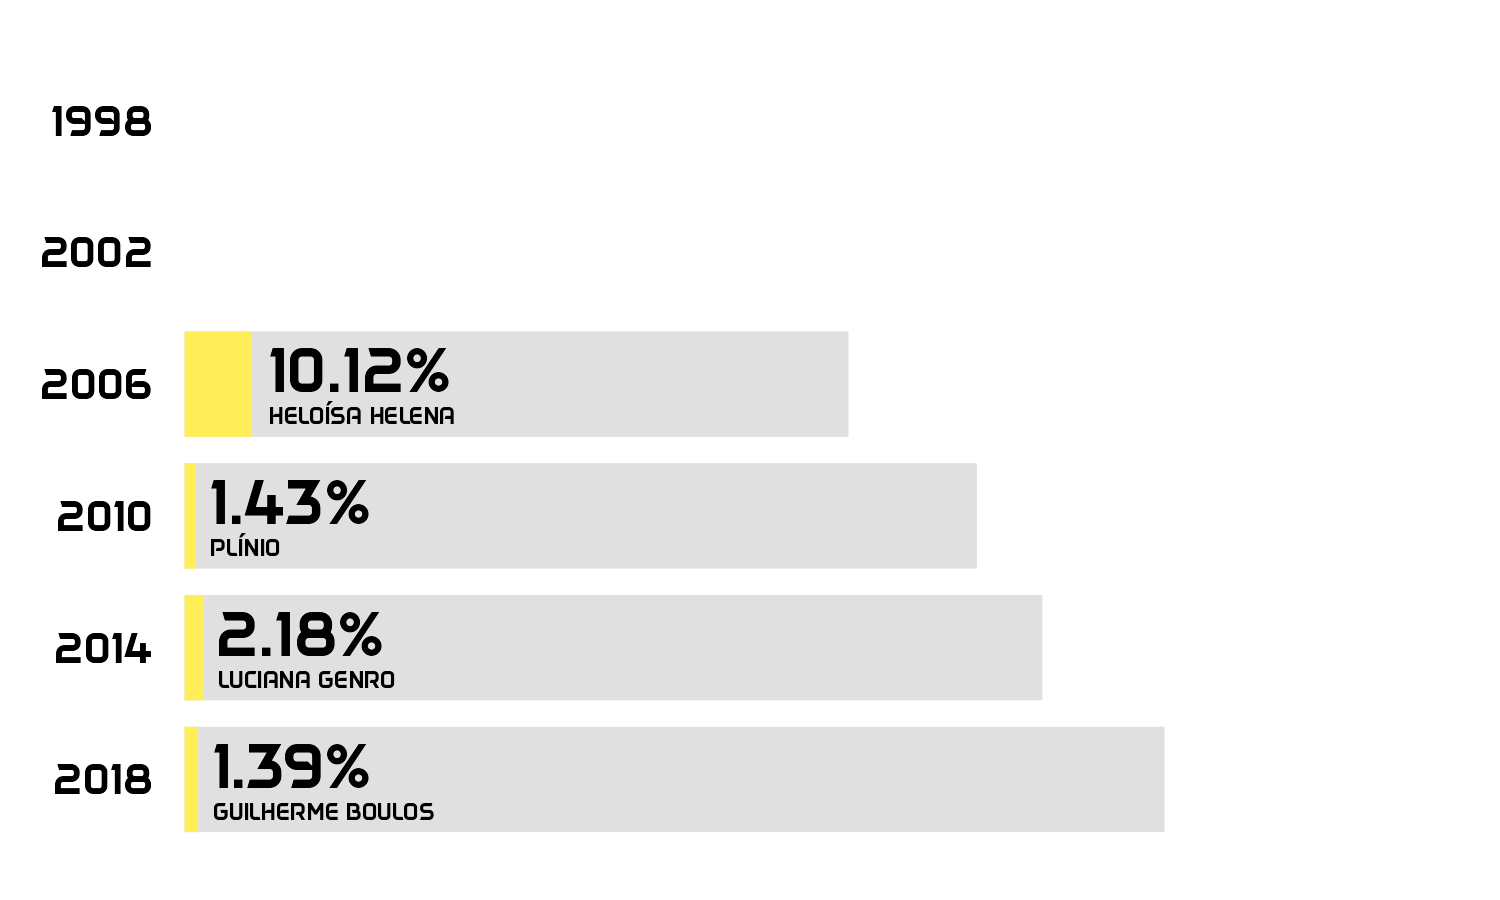 1998
2002
2006
10.12%
HELOÍSA HELENA
2010
1.43%
PLÍNIO
2014
2.18%
LUCIANA GENRO
2018
1.39%
GUILHERME BOULOS